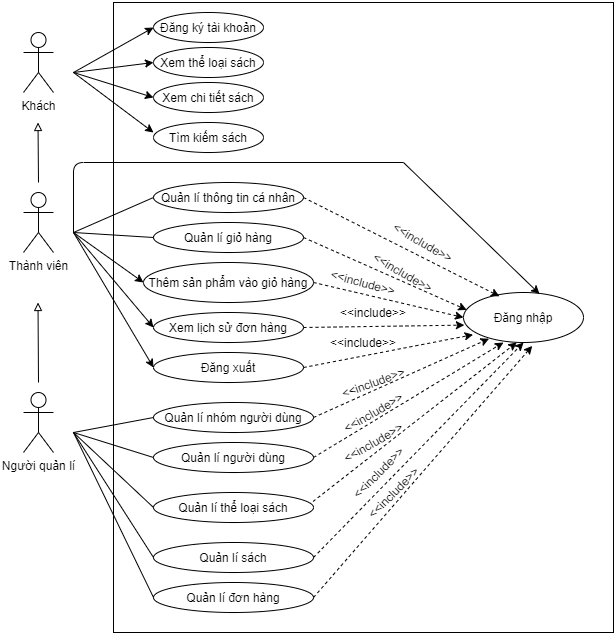 Đăng ký tài khoản
Xem thể loại sách
Xem chi tiết sách
Tìm kiếm sách
Khách
Quản lí thông tin cá nhân
Quản lí giỏ hàng
Thêm sản phẩm vào giỏ hàng
Xem lịch sử đơn hàng
Đăng xuất
Thánh viên
<<include>>
<<include>>
<<include>>
<<include>>
<<include>>
Đăng nhập
Quản lí nhóm người dùng
Quản lí người dùng
Quản lí thể loại sách
Quản lí sách
Quản lí đơn hàng
Người quản lí
<<include>>
<<include>>
<<include>>
<<include>>
<<include>>